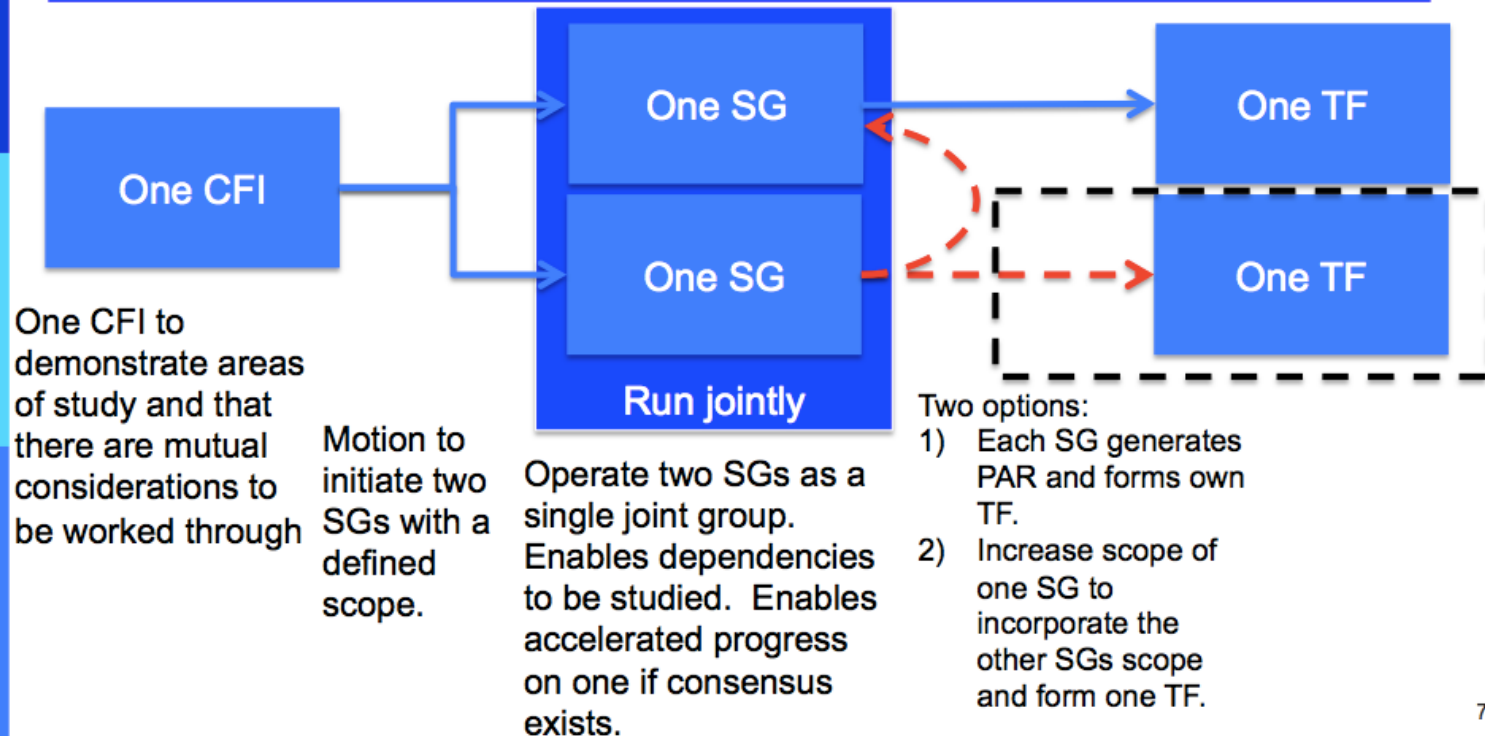 One CFI
One SG
One SG
Run jointly
One TF
One TF
One CFI to
demonstrate areas
of study and that
there are mutual
considerations to
be worked through
Motion to
initiate two
SGs with a
defined
scope.
Operate two SGs as a
single joint group.
Enables dependencies
to be studied.  Enables
accelerated progress
on one if consensus
exists.
Two options:
1) Each SG generates
PAR and forms own
TF.
2) Increase scope of
one SG to
incorporate the
other SGs scope
and form one TF.
7